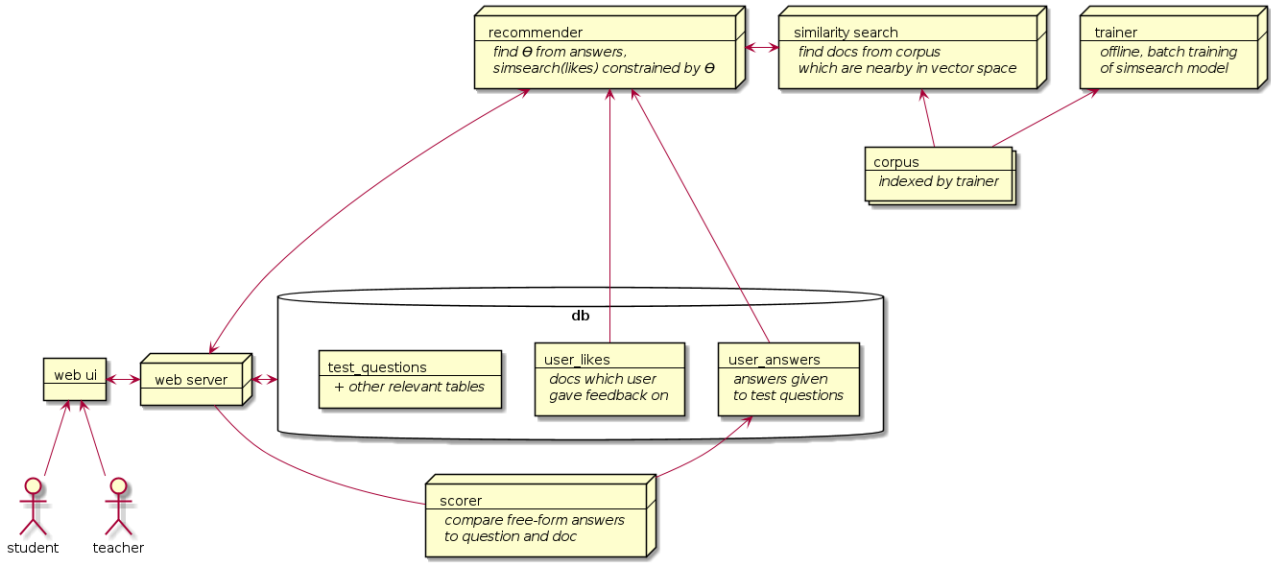 recommender
find Θ from answers,
simsearch(likes) constrained by Θ
similarity search
find docs from corpus
which are nearby in vector space
trainer
offline, batch training
of simsearch model
corpus
indexed by trainer
db
web ui
web server
test_questions
+ other relevant tables
user_likes
docs which user
gave feedback on
user_answers
answers given
to test questions
scorer
compare free-form answers
to question and doc
student
teacher